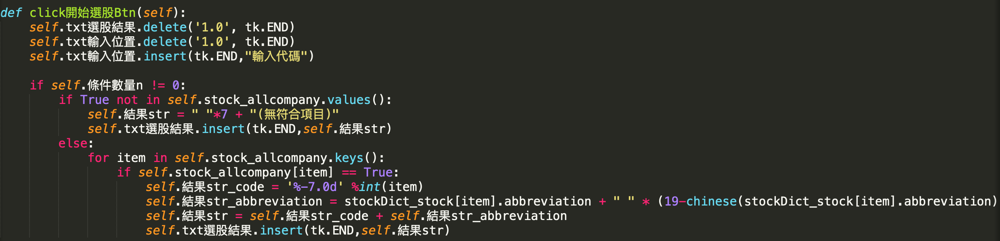 def click開始選股Btn(self):
    self.txt選股結果.delete('1.0', tk.END)
    self.txt輸入位置.delete('1.0', tk.END)
    self.txt輸入位置.insert(tk.END,"輸入代碼")

    if self.條件數量n != 0:
        if True not in self.stock_allcompany.values():
            self.結果str = " "*7 + "(無符合項目)"
            self.txt選股結果.insert(tk.END,self.結果str)
        else:
            for item in self.stock_allcompany.keys():
                if self.stock_allcompany[item] == True:
                    self.結果str_code = '%-7.0d' %int(item)
                    self.結果str_abbreviation = stockDict_stock[item].abbreviation + " " * (19-chinese(stockDict_stock[item].abbreviation)
                    self.結果str = self.結果str_code + self.結果str_abbreviation
                    self.txt選股結果.insert(tk.END,self.結果str)